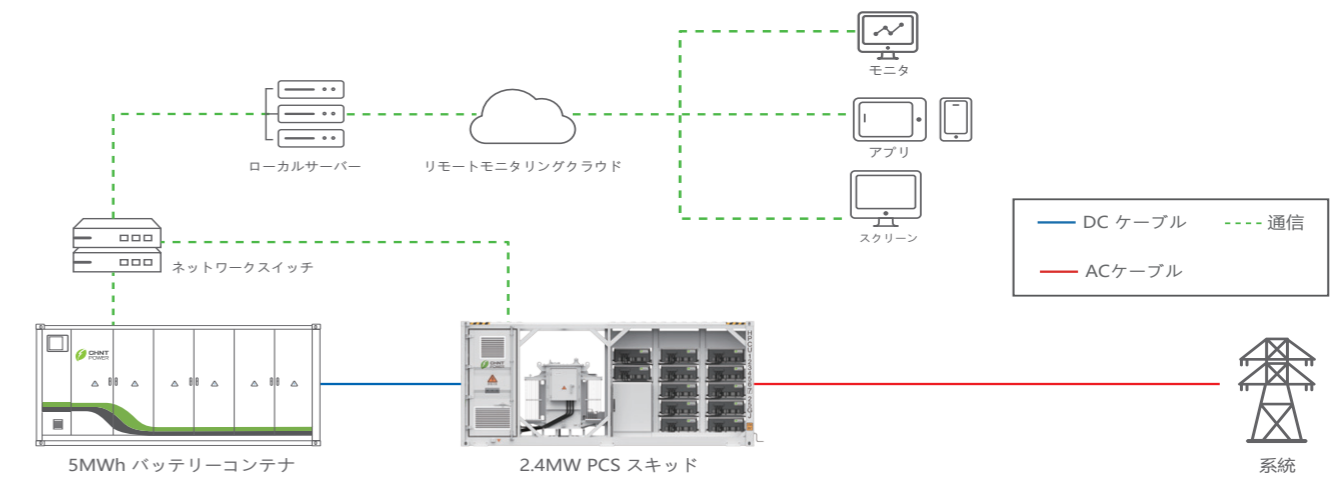 モニタ
アプリ
ローカルサーバー
リモートモニタリングクラウド
スクリーン
DC ケーブル
通信
ACケーブル
ネットワークスイッチ
CHNT
POWER
CHNT
POWER
5MWh バッテリーコンテナ
2.4MW PCS スキッド
系統